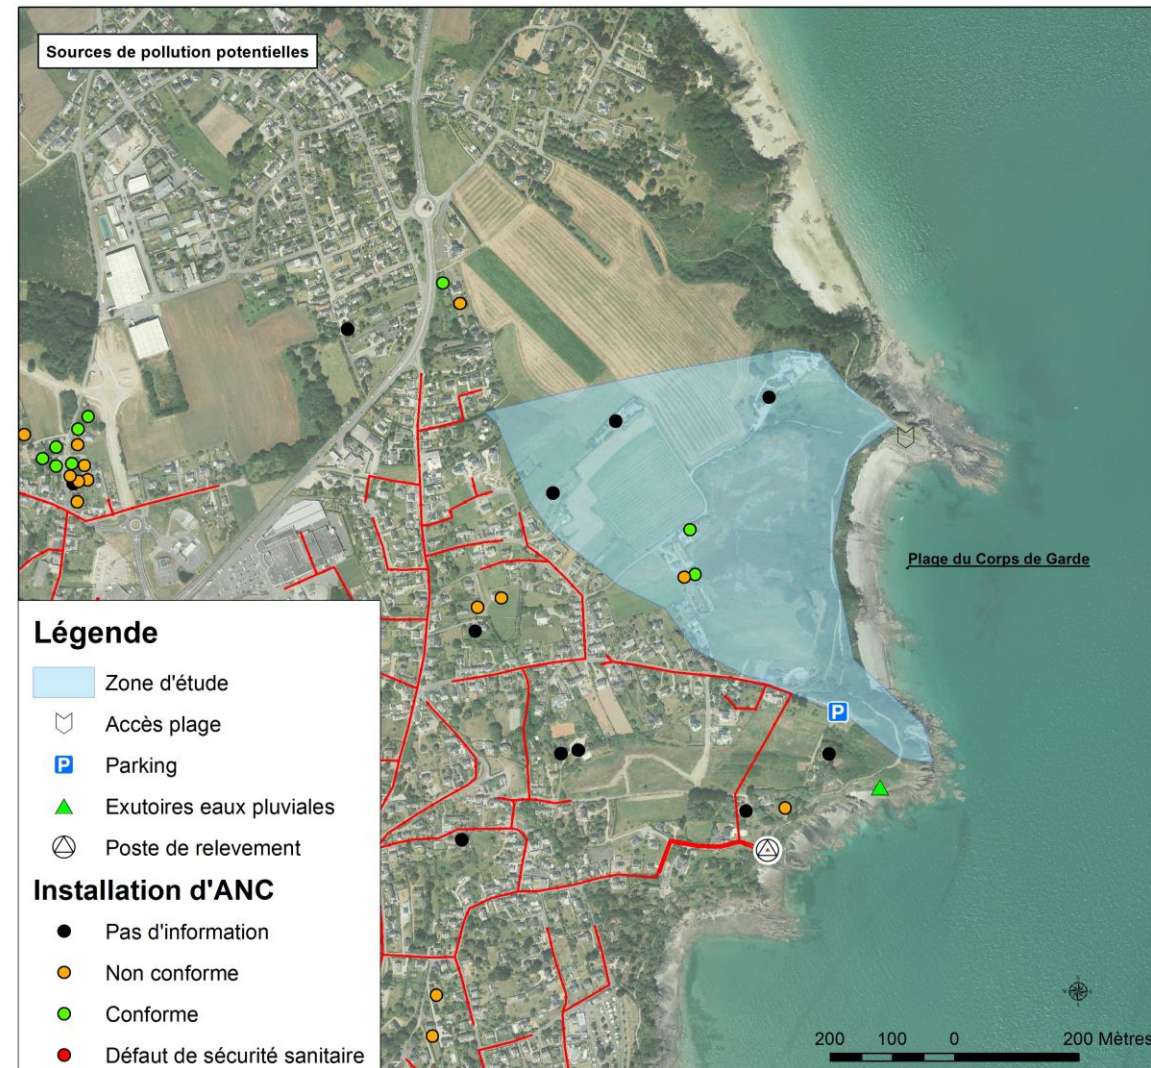 Sources de pollution potentielles
Plage du Corps de Garde
P
Légende
Zone d'étude
Accès plage
P Parking
Exutoires eaux pluviales
Poste de relevement
Installation d'ANC
Pas d'information
Non conforme
Conforme
Défaut de sécurité sanitaire
200 100 0 200 Mètres